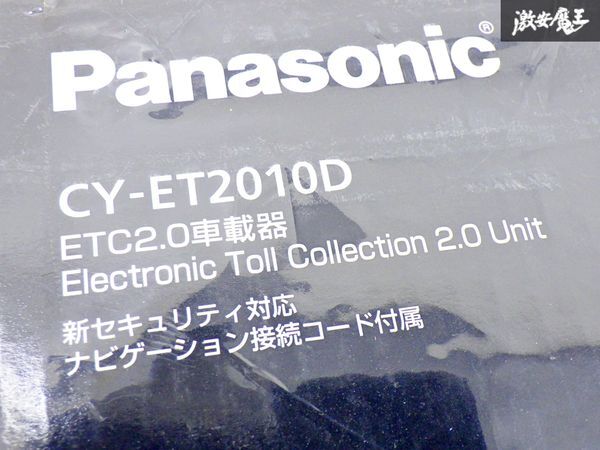 激安魔王
Panasonic®
CY-ET2010D
ETC2.0車載器
Electronic Toll Collection 2.0 Unit
新セキュリティ対応
ナビゲーション接続コード付属